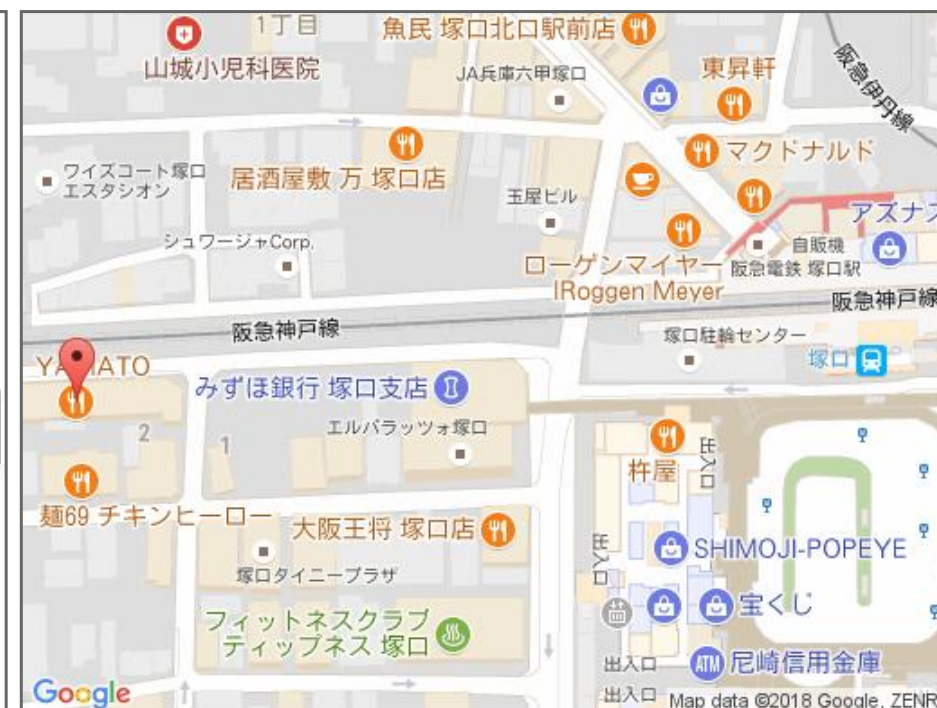 1丁目
魚民 塚口北口駅前店
山城小児科医院
JA兵庫六甲塚口
東昇軒
阪急伊丹線
マクドナルド
ワイズコート塚口
エスタシオン
居酒屋敷 万 塚口店
玉屋ビル
アズナス
シュワージャCorp.
自販機
ローゲンマイヤー
lRoggen Meyer
阪急電鉄 塚口駅
阪急神戸線
阪急神戸線
塚口駐輪センター
塚口
YAMATO
みずほ銀行 塚口支店
エルパラッツォ塚口
2
1
杵屋
出入口
麺69 チキンヒーロー
大阪王将 塚口店
出入口
SHIMOJI-POPEYE
塚口タイニープラザ
宝くじ
フィットネスクラブ
ティップネス 塚口
出入口
ATM
尼崎信用金庫
Google
出入口
Map data ©2018 Google, ZENR